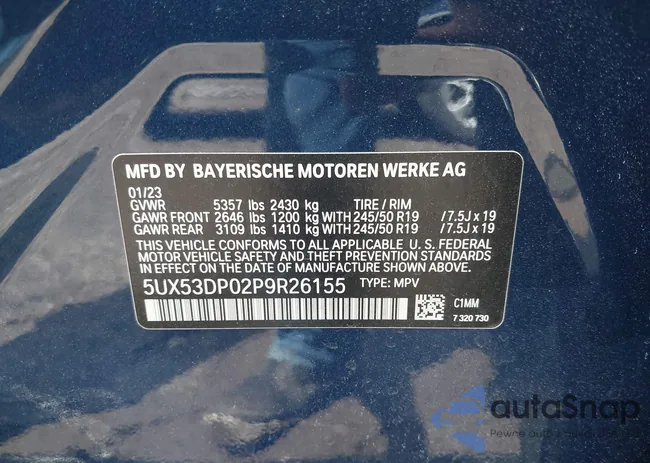 MFD BY BAYERISCHE MOTOREN WERKE AG
01/23
GVWR 5357 lbs 2430 kg TIRE / RIM
GAWR FRONT 2646 lbs 1200 kg WITH 245/50 R19 /7.5J x 19
GAWR REAR 3109 lbs 1410 kg WITH 245/50 R19 /7.5J x 19
THIS VEHICLE CONFORMS TO ALL APPLICABLE U. S. FEDERAL
MOTOR VEHICLE SAFETY AND THEFT PREVENTION STANDARDS
IN EFFECT ON THE DATE OF MANUFACTURE SHOWN ABOVE.
5UX53DP02P9R26155 TYPE: MPV
C1MM
7 320 730
autoSnap
Pewne auta